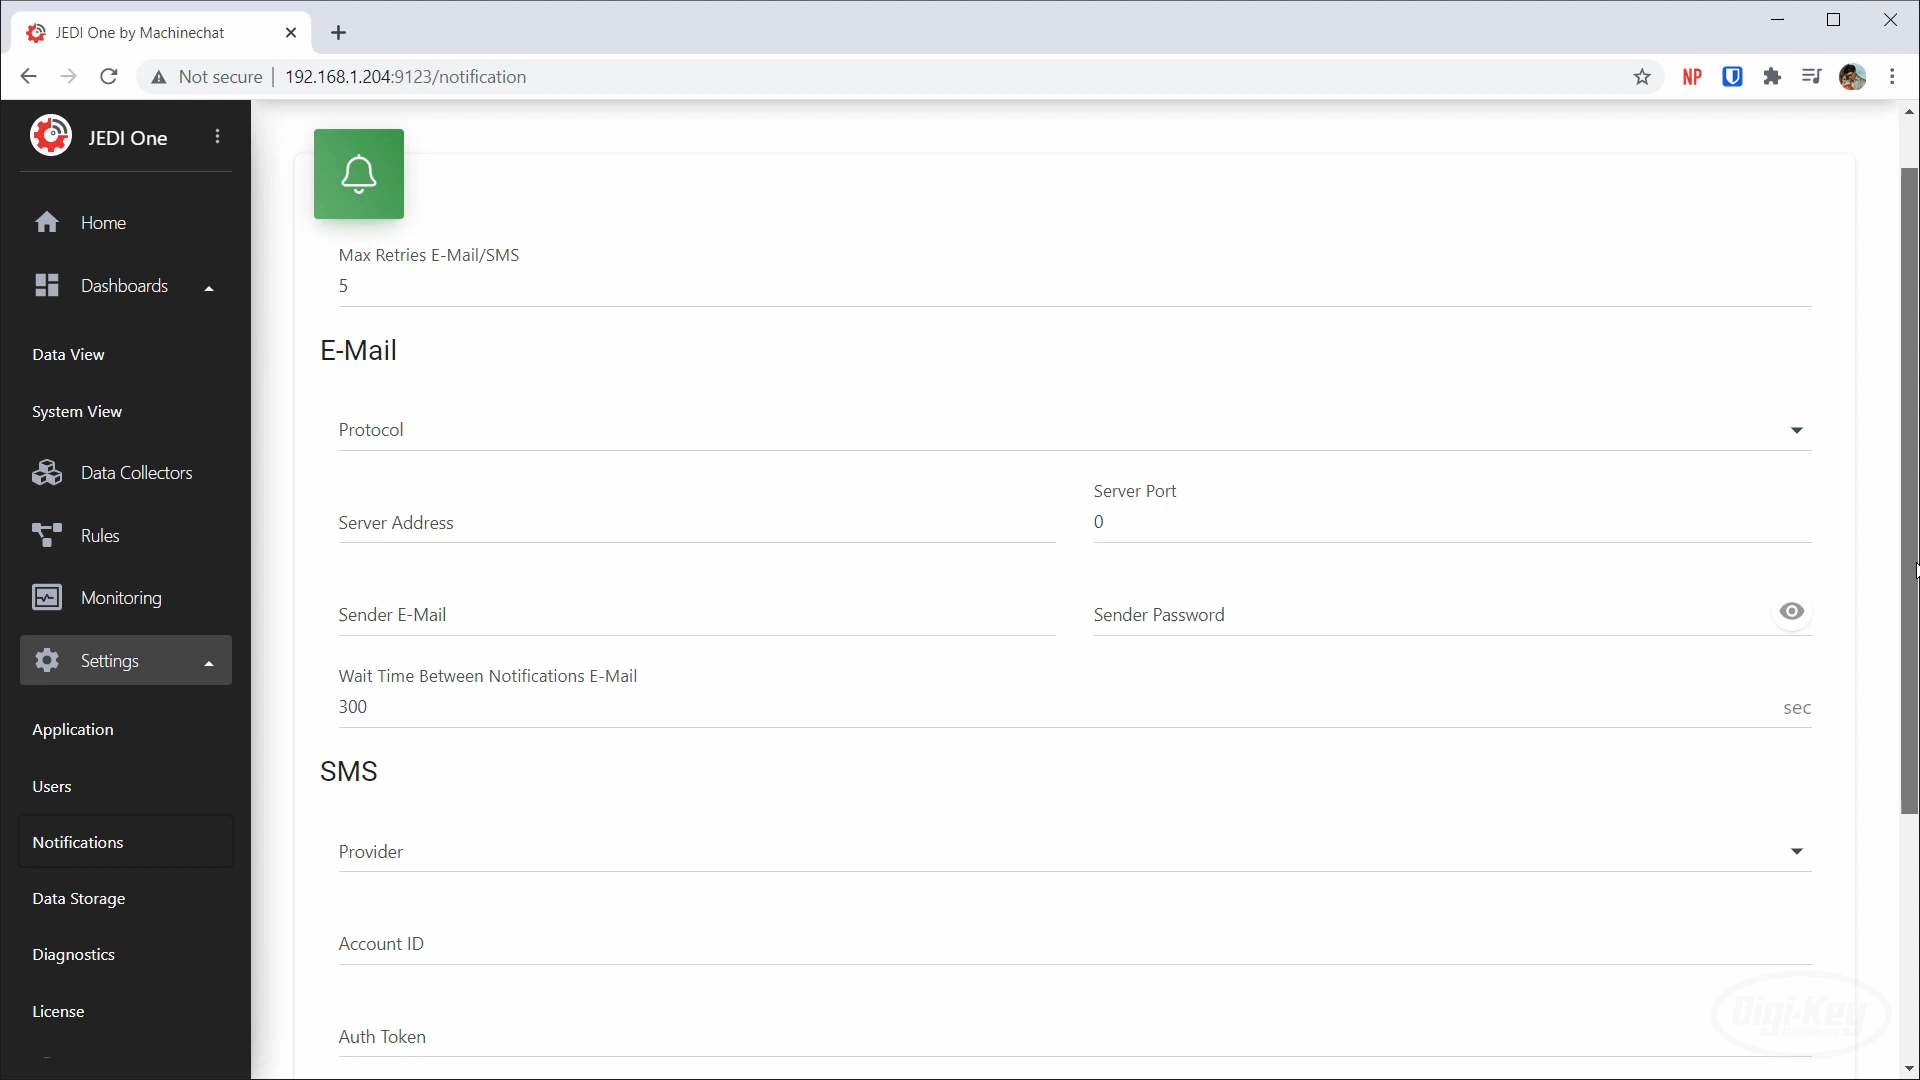 JEDI One by Machinechat
Not secure
192.168.1.204:9123/notification
NP
JEDI One
Home
Dashboards
Data View
System View
Data Collectors
Rules
Monitoring
Settings
Application
Users
Notifications
Data Storage
Diagnostics
License
Max Retries E-Mail/SMS
5
E-Mail
Protocol
Server Address
Server Port
0
Sender E-Mail
Sender Password
Wait Time Between Notifications E-Mail
300
sec
SMS
Provider
Account ID
Auth Token
Digi-Key